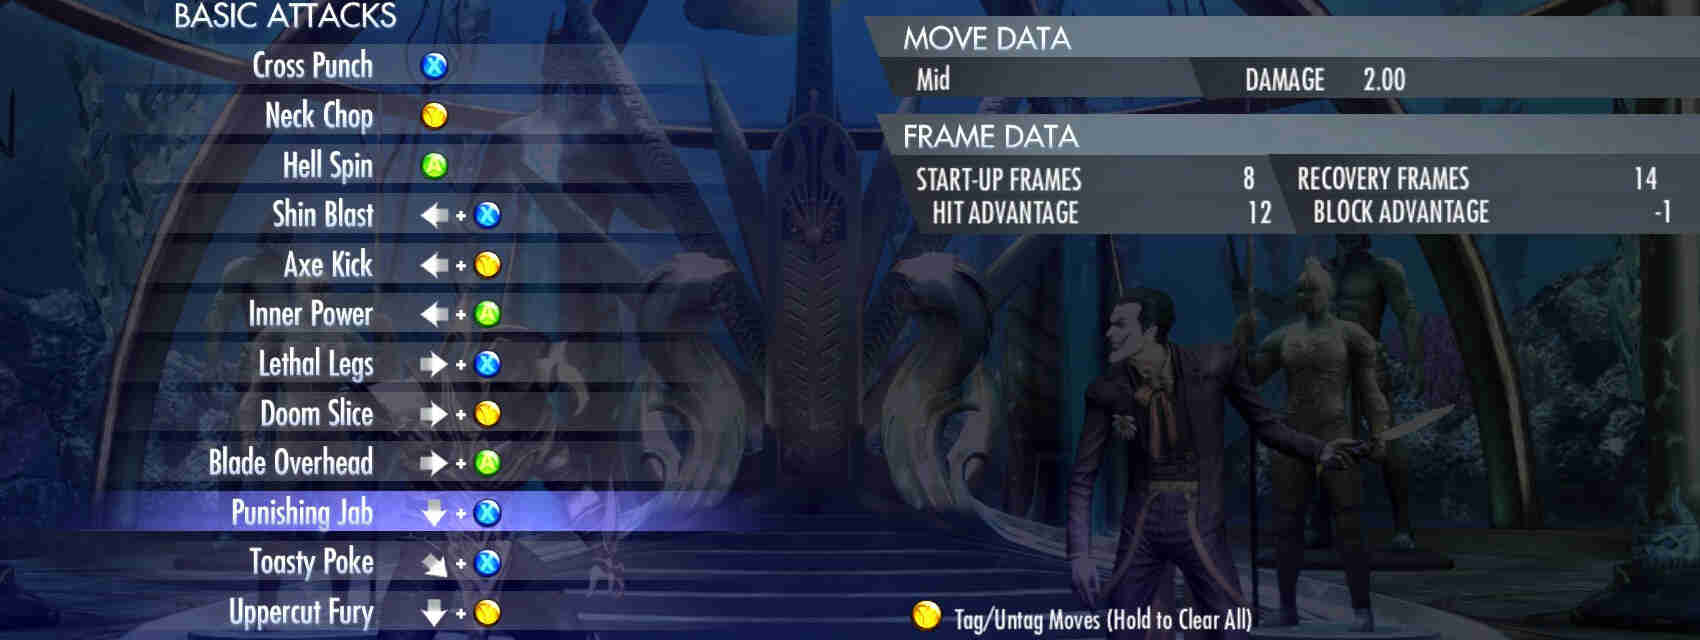 BASIC ATTACKS
Cross Punch X
Neck Chop Y
Hell Spin A
Shin Blast + X
Axe Kick + Y
Inner Power + A
Lethal Legs + X
Doom Slice + Y
Blade Overhead + A
Punishing Jab + X
Toasty Poke + X
Uppercut Fury + Y
MOVE DATA
Mid DAMAGE 2.00
FRAME DATA
START-UP FRAMES 8 RECOVERY FRAMES 14
HIT ADVANTAGE 12 BLOCK ADVANTAGE -1
Y Tag/Untag Moves (Hold to Clear All)